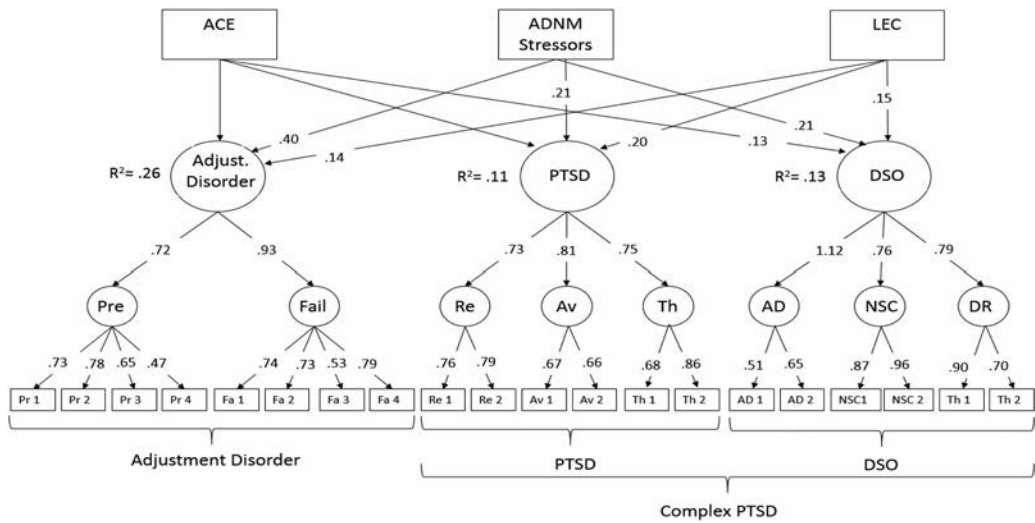 ACE
ADNM
Stressors
LEC
.21
.15
.40
.14
.20
.13
.21
R²= .26
Adjust.
Disorder
R²= .11
PTSD
R²= .13
DSO
.72
.93
.73
.81
.75
1.12
.76
.79
Pre
Fail
Re
Av
Th
AD
NSC
DR
.73
.78
.65
.47
.74
.73
.53
.79
.76
.79
.67
.66
.68
.86
.51
.65
.87
.96
.90
.70
Pr 1
Pr 2
Pr 3
Pr 4
Fa 1
Fa 2
Fa 3
Fa 4
Re 1
Re 2
Av 1
Av 2
Th 1
Th 2
AD 1
AD 2
NSC1
NSC 2
Th 1
Th 2
Adjustment Disorder
PTSD
DSO
Complex PTSD